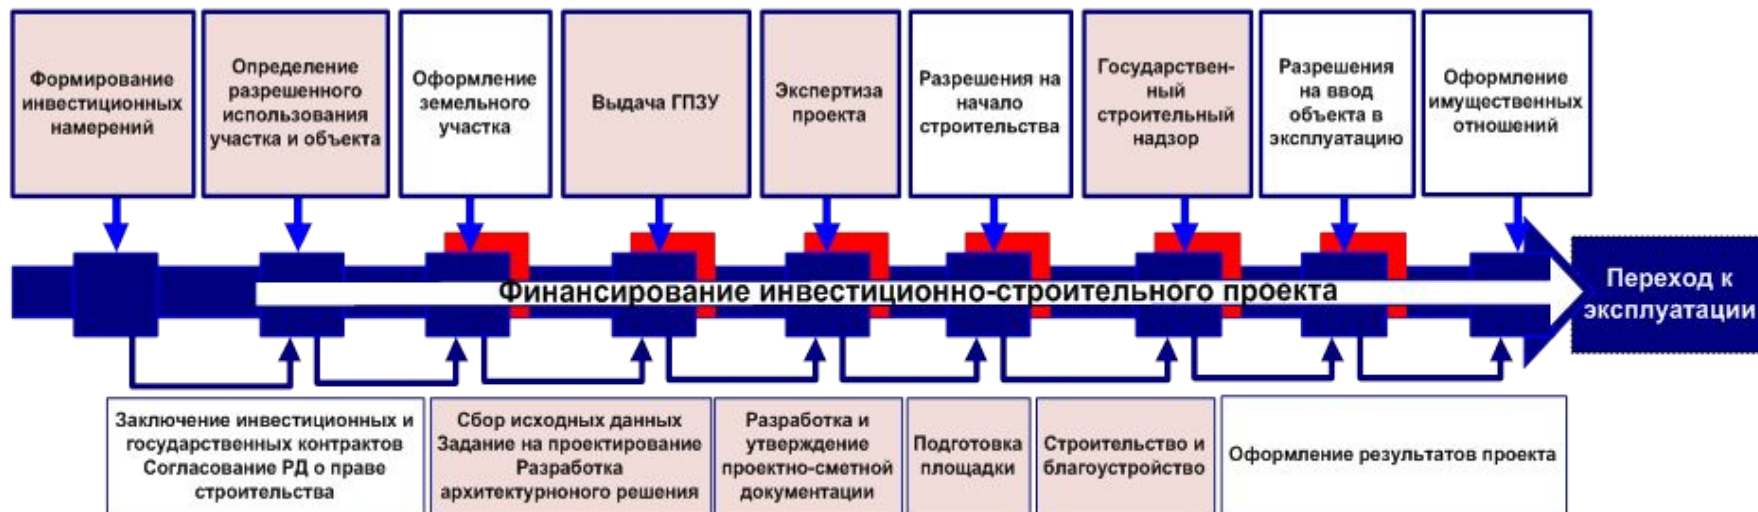 Формирование
инвестиционных
намерений
Определение
разрешенного
использования
участка и объекта
Оформление
земельного
участка
Выдача ГПЗУ
Экспертиза
проекта
Разрешения на
начало
строительства
Государствен-
ный
строительный
надзор
Разрешения
на ввод
объекта в
эксплуатацию
Оформление
имущественных
отношений
Финансирование инвестиционно-строительного проекта
Переход к
эксплуатации
Заключение инвестиционных и
государственных контрактов
Согласование РД о праве
строительства
Сбор исходных данных
Задание на проектирование
Разработка
архитектурноного решения
Разработка и
утверждение
проектно-сметной
документации
Подготовка
площадки
Строительство и
благоустройство
Оформление результатов проекта